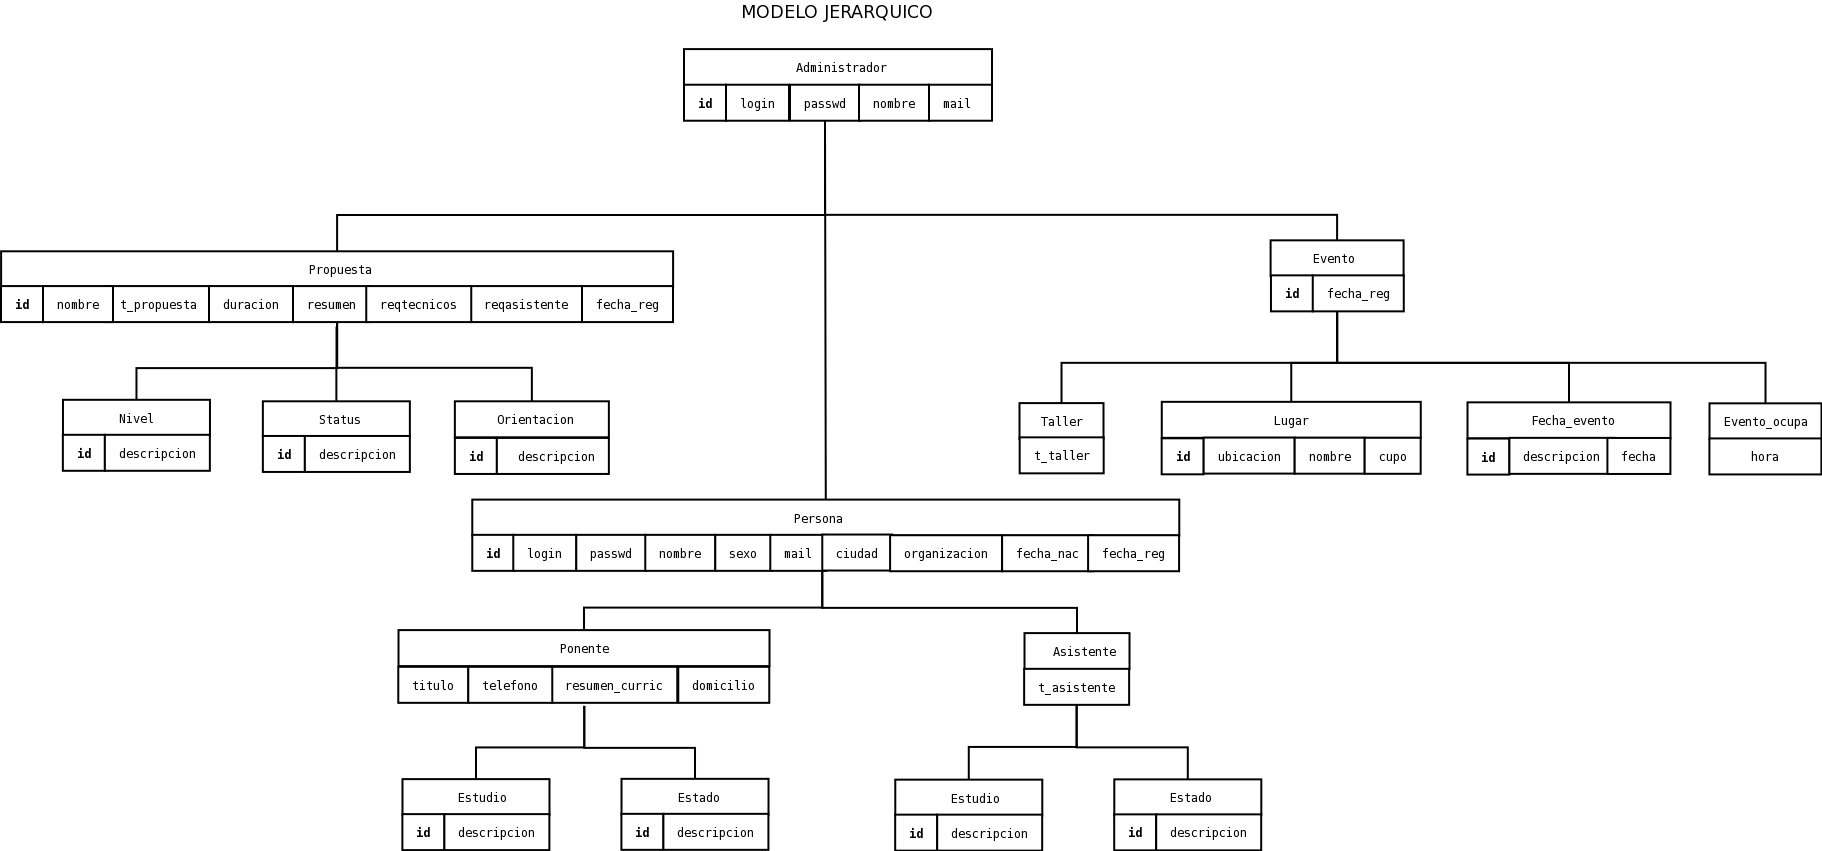 MODELO JERARQUICO
Administrador
id login passwd nombre mail
Propuesta
id nombre t_propuesta duracion resumen reqtecnicos reqasistente fecha_reg
Evento
id fecha_reg
Nivel
id descripcion
Status
id descripcion
Orientacion
id descripcion
Taller
t_taller
Lugar
id ubicacion nombre cupo
Fecha_evento
id descripcion fecha
Evento_ocupa
hora
Persona
id login passwd nombre sexo mail ciudad organizacion fecha_nac fecha_reg
Ponente
titulo telefono resumen_curric domicilio
Asistente
t_asistente
Estudio
id descripcion
Estado
id descripcion
Estudio
id descripcion
Estado
id descripcion